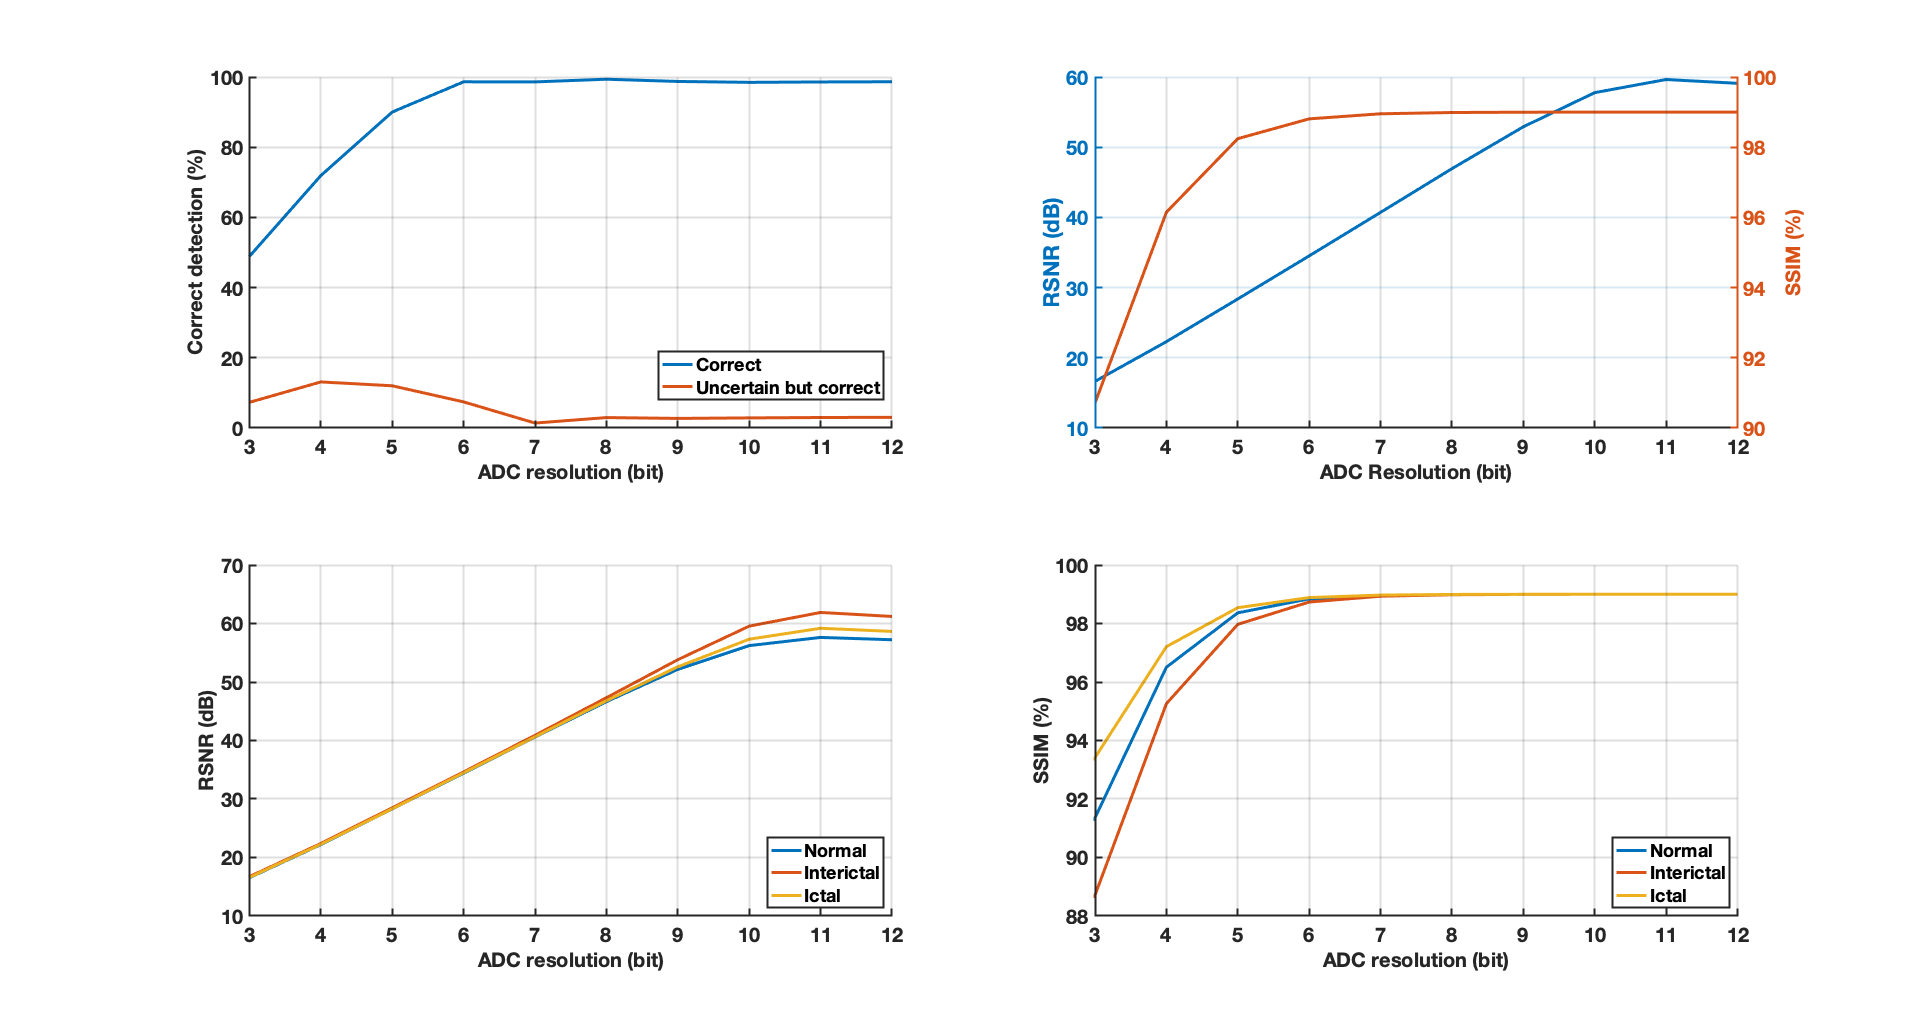 100
80
60
40
20
0
Correct detection (%)
3 4 5 6 7 8 9 10 11 12
ADC resolution (bit)
Correct
Uncertain but correct
60
50
40
30
20
10
RSNR (dB)
100
98
96
94
92
90
SSIM (%)
3 4 5 6 7 8 9 10 11 12
ADC Resolution (bit)
70
60
50
40
30
20
10
RSNR (dB)
3 4 5 6 7 8 9 10 11 12
ADC resolution (bit)
Normal
Interictal
Ictal
100
98
96
94
92
90
88
SSIM (%)
3 4 5 6 7 8 9 10 11 12
ADC resolution (bit)
Normal
Interictal
Ictal